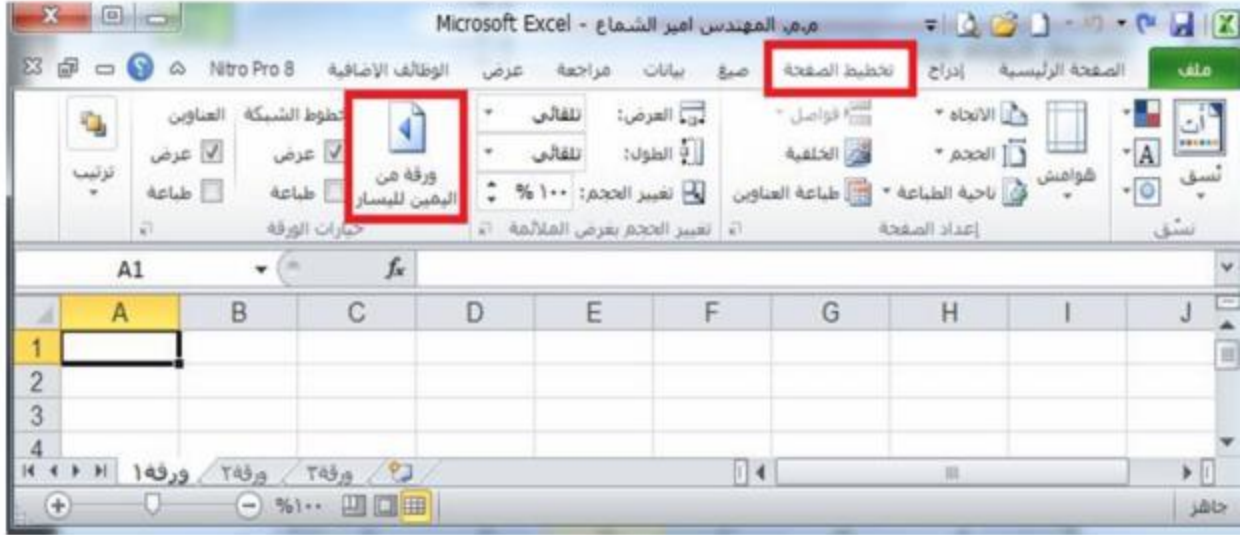 م.م. المهندس امير الشماع - Microsoft Excel
ملف الصفحة الرئيسية إدراج تخطيط الصفحة صيغ بيانات مراجعة عرض الوظائف الإضافية Nitro Pro 8
أأ
نسق
A
نسق
هوامش
الاتجاه
الحجم
ناحية الطباعة
فواصل
الخلفية
طباعة العناوين
إعداد الصفحة
العرض: تلقائي
الطول: تلقائي
تغيير الحجم: ١٠٠ %
تغيير الحجم بغرض الملائمة
ورقة من
اليمين لليسار
خطوط الشبكة
عرض
طباعة
العناوين
عرض
طباعة
خيارات الورقة
ترتيب
A1 fx
A B C D E F G H I J
1
2
3
4
ورقة١ ورقة٢ ورقة٣
جاهز ١٠٠%